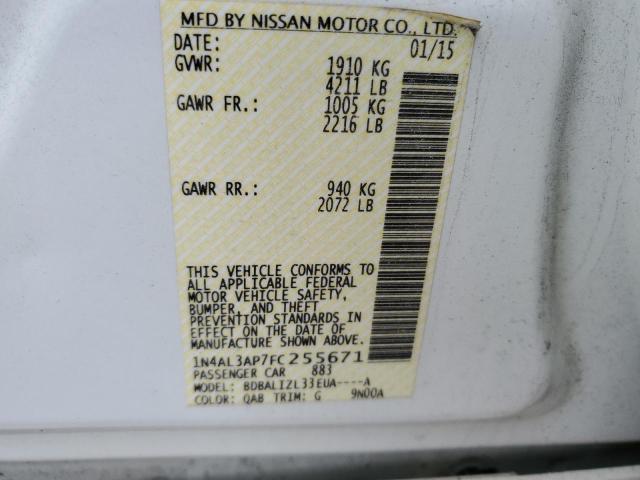 MFD BY NISSAN MOTOR CO., LTD.
DATE: 01/15
GVWR: 1910 KG
4211 LB
GAWR FR.: 1005 KG
2216 LB
GAWR RR.: 940 KG
2072 LB
THIS VEHICLE CONFORMS TO
ALL APPLICABLE FEDERAL
MOTOR VEHICLE SAFETY,
BUMPER, AND THEFT
PREVENTION STANDARDS IN
EFFECT ON THE DATE OF
MANUFACTURE SHOWN ABOVE.
1N4AL3AP7FC255671
PASSENGER CAR 883
MODEL: BDBALIZL33EUA----A
COLOR: QAB TRIM: G 9N00A